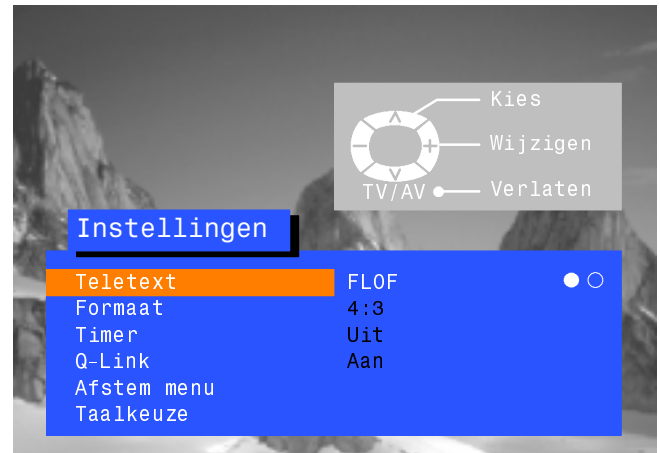 Kies
Wijzigen
TV/AV Verlaten
Instellingen
Teletext FLOF
Formaat 4:3
Timer Uit
Q-Link Aan
Afstem menu
Taalkeuze